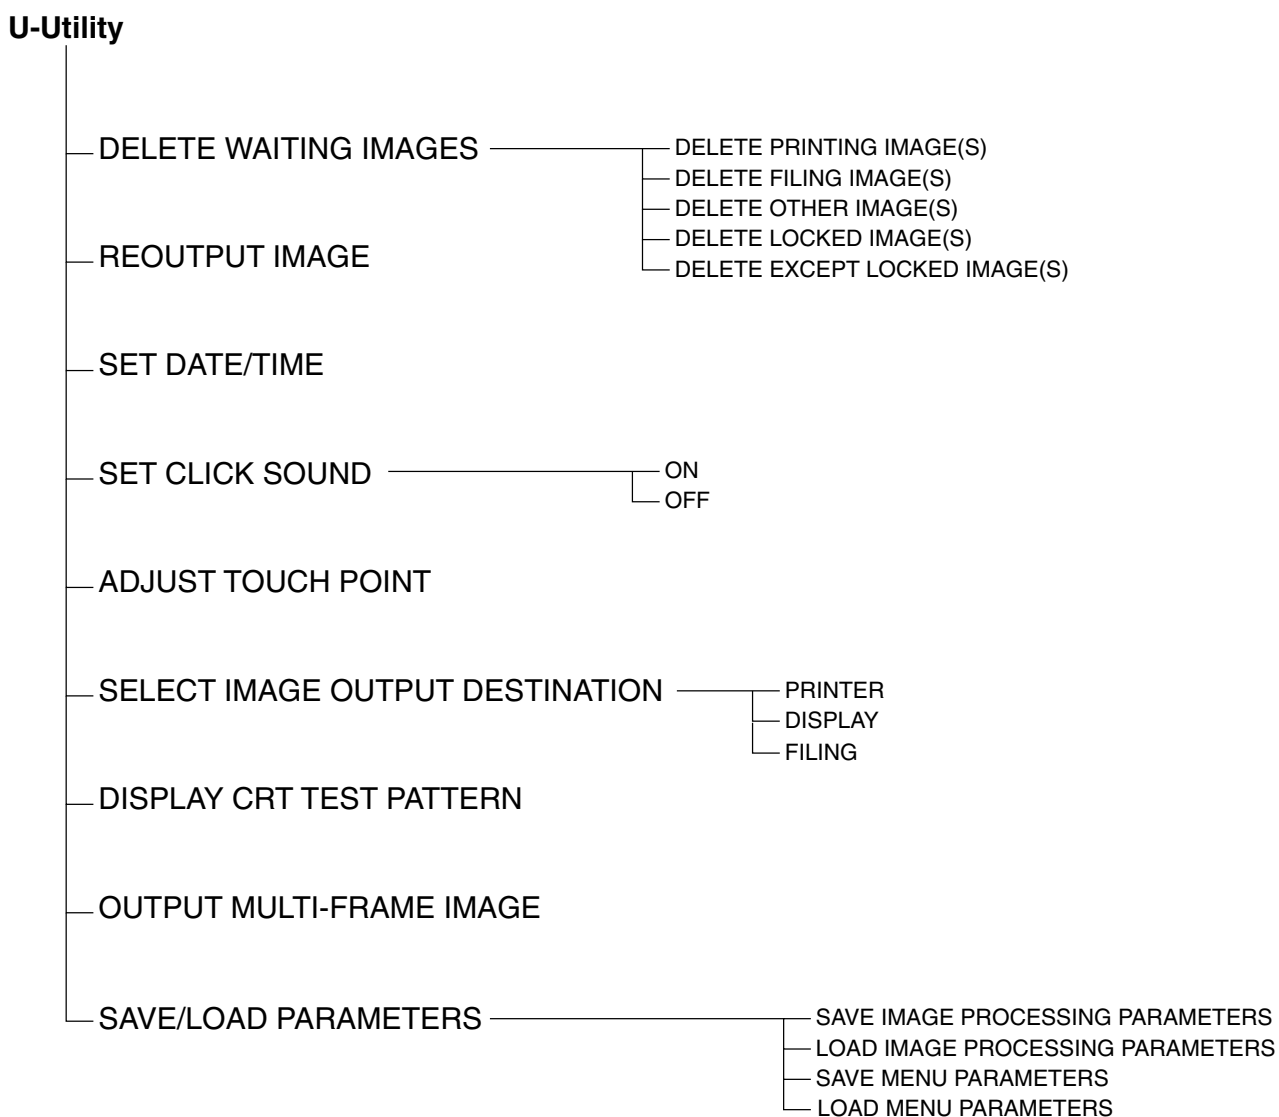 U-Utility
DELETE WAITING IMAGES
DELETE PRINTING IMAGE(S)
DELETE FILING IMAGE(S)
DELETE OTHER IMAGE(S)
DELETE LOCKED IMAGE(S)
DELETE EXCEPT LOCKED IMAGE(S)
REOUTPUT IMAGE
SET DATE/TIME
SET CLICK SOUND
ON
OFF
ADJUST TOUCH POINT
SELECT IMAGE OUTPUT DESTINATION
PRINTER
DISPLAY
FILING
DISPLAY CRT TEST PATTERN
OUTPUT MULTI-FRAME IMAGE
SAVE/LOAD PARAMETERS
SAVE IMAGE PROCESSING PARAMETERS
LOAD IMAGE PROCESSING PARAMETERS
SAVE MENU PARAMETERS
LOAD MENU PARAMETERS